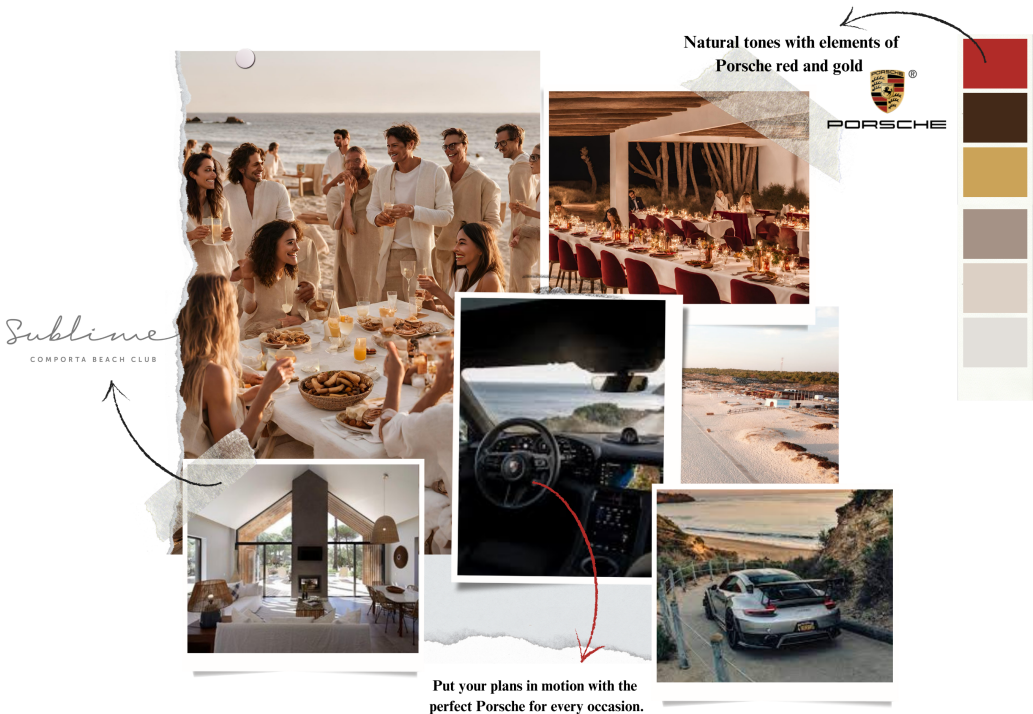 Natural tones with elements of
Porsche red and gold
PORSCHE
®
PORSCHE
Sublime
COMPORTA BEACH CLUB
Put your plans in motion with the
perfect Porsche for every occasion.